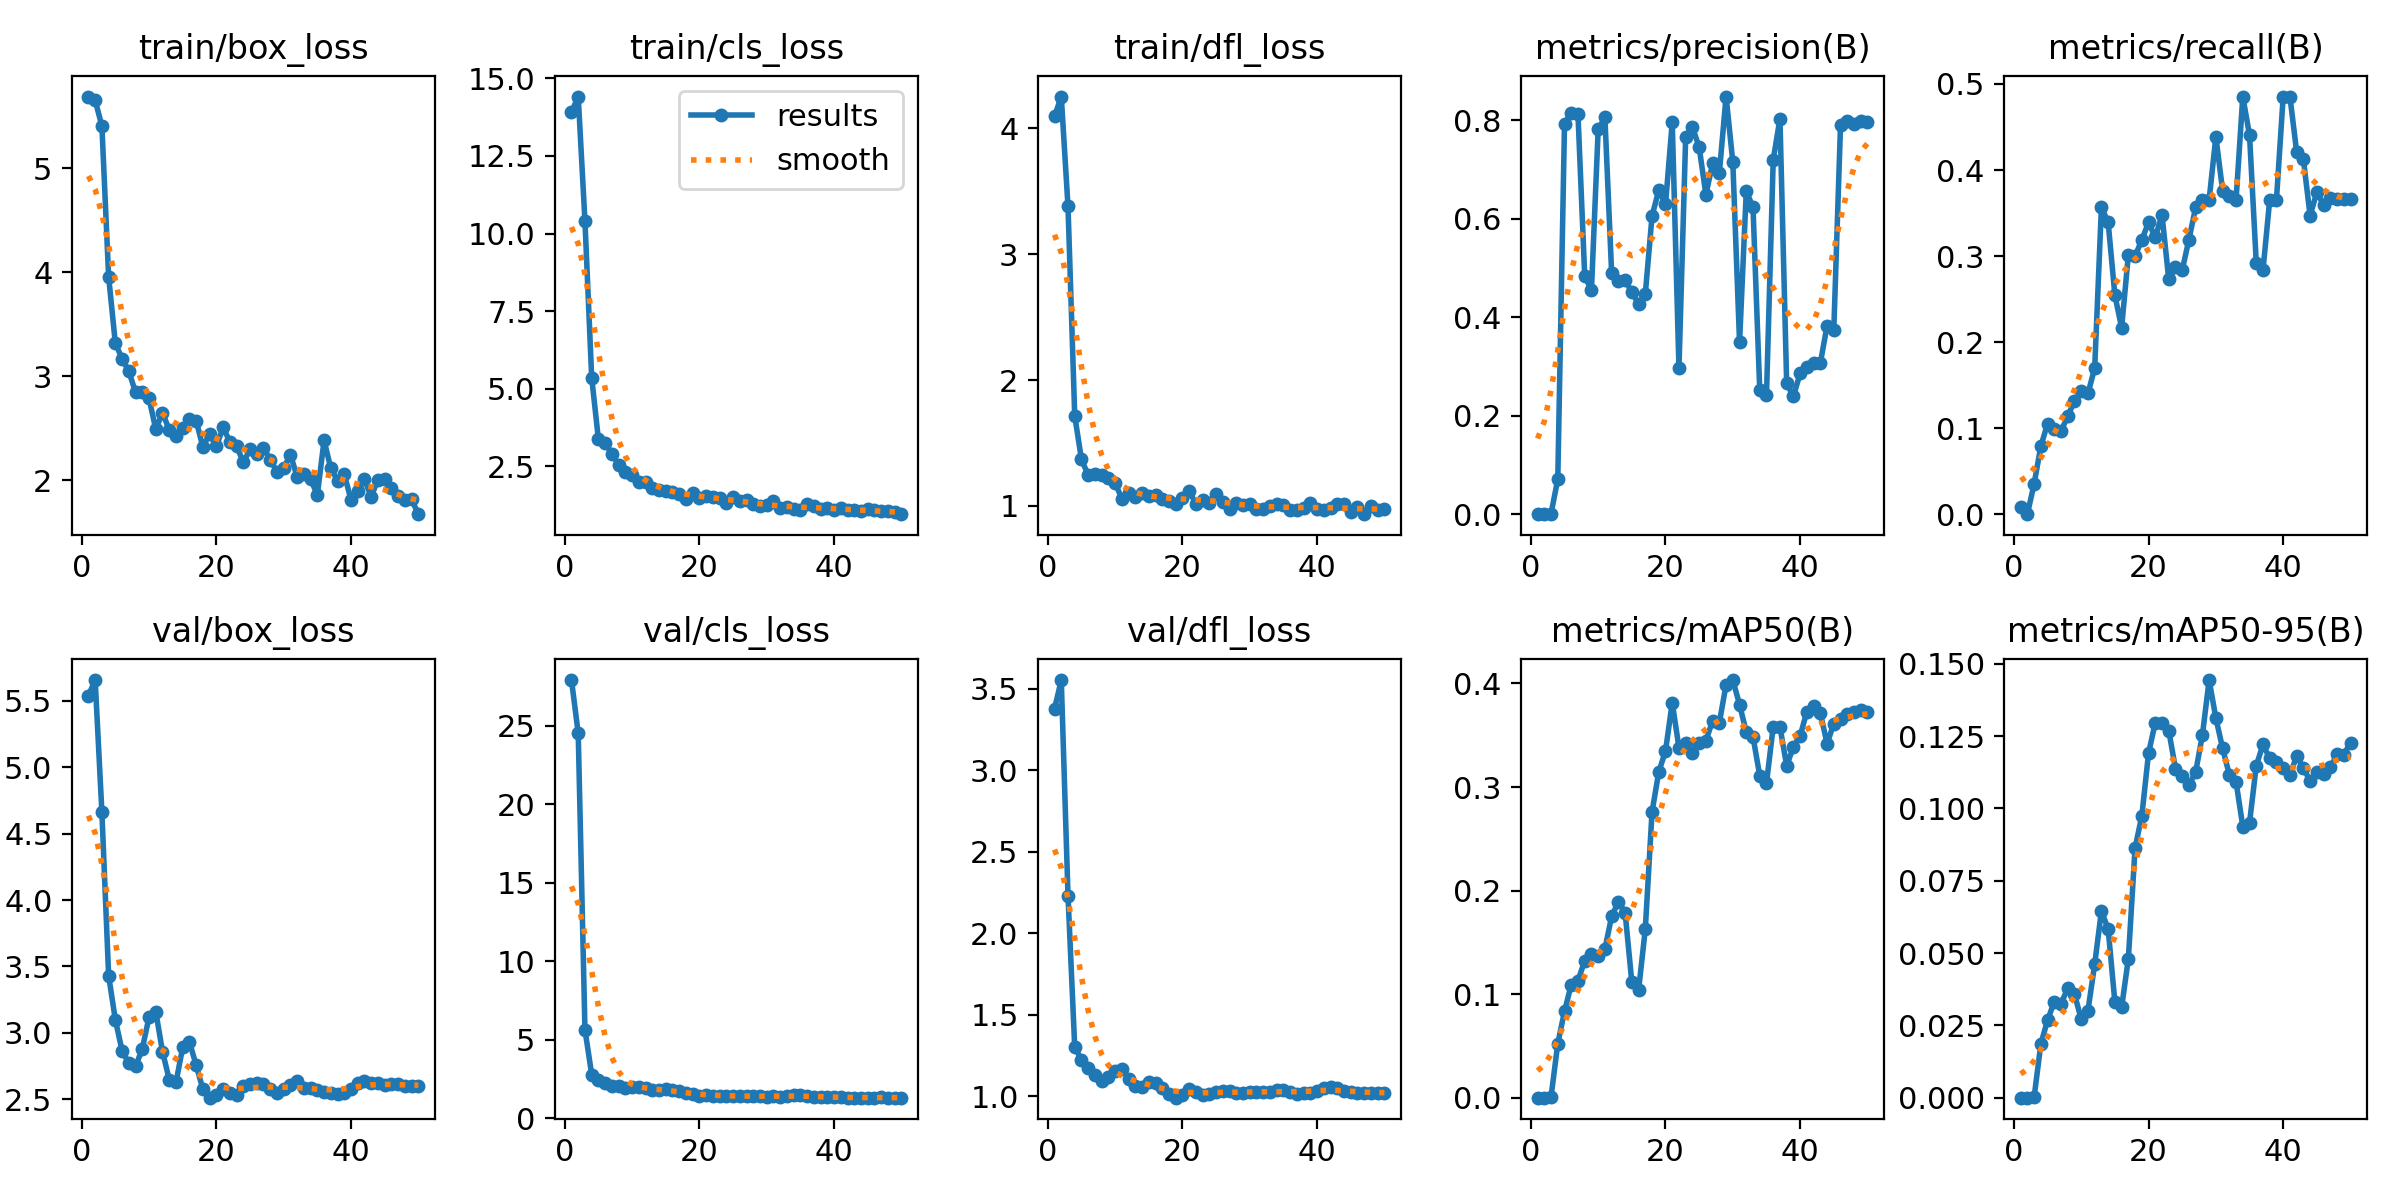 train/box_loss
5
4
3
2
0 20 40
train/cls_loss
15.0
12.5
10.0
7.5
5.0
2.5
0 20 40
results
smooth
train/dfl_loss
4
3
2
1
0 20 40
metrics/precision(B)
0.8
0.6
0.4
0.2
0.0
0 20 40
metrics/recall(B)
0.5
0.4
0.3
0.2
0.1
0.0
0 20 40
val/box_loss
5.5
5.0
4.5
4.0
3.5
3.0
2.5
0 20 40
val/cls_loss
25
20
15
10
5
0
0 20 40
val/dfl_loss
3.5
3.0
2.5
2.0
1.5
1.0
0 20 40
metrics/mAP50(B)
0.4
0.3
0.2
0.1
0.0
0 20 40
metrics/mAP50-95(B)
0.150
0.125
0.100
0.075
0.050
0.025
0.000
0 20 40